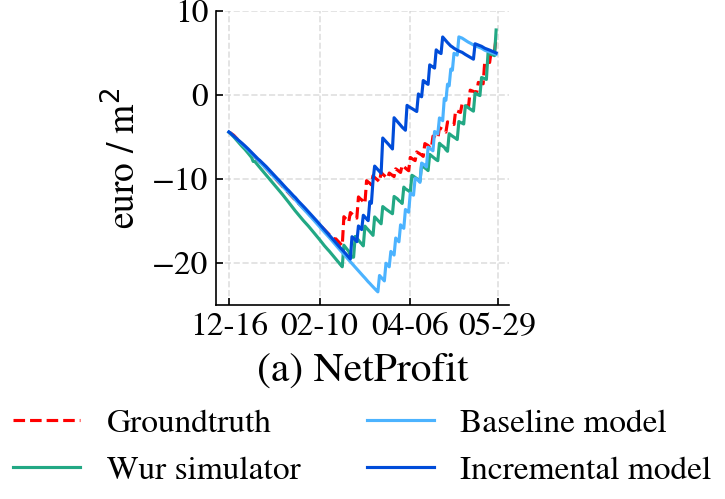 10
0
−10
−20
euro / m²
12-16 02-10 04-06 05-29
(a) NetProfit
Groundtruth Baseline model
Wur simulator Incremental model